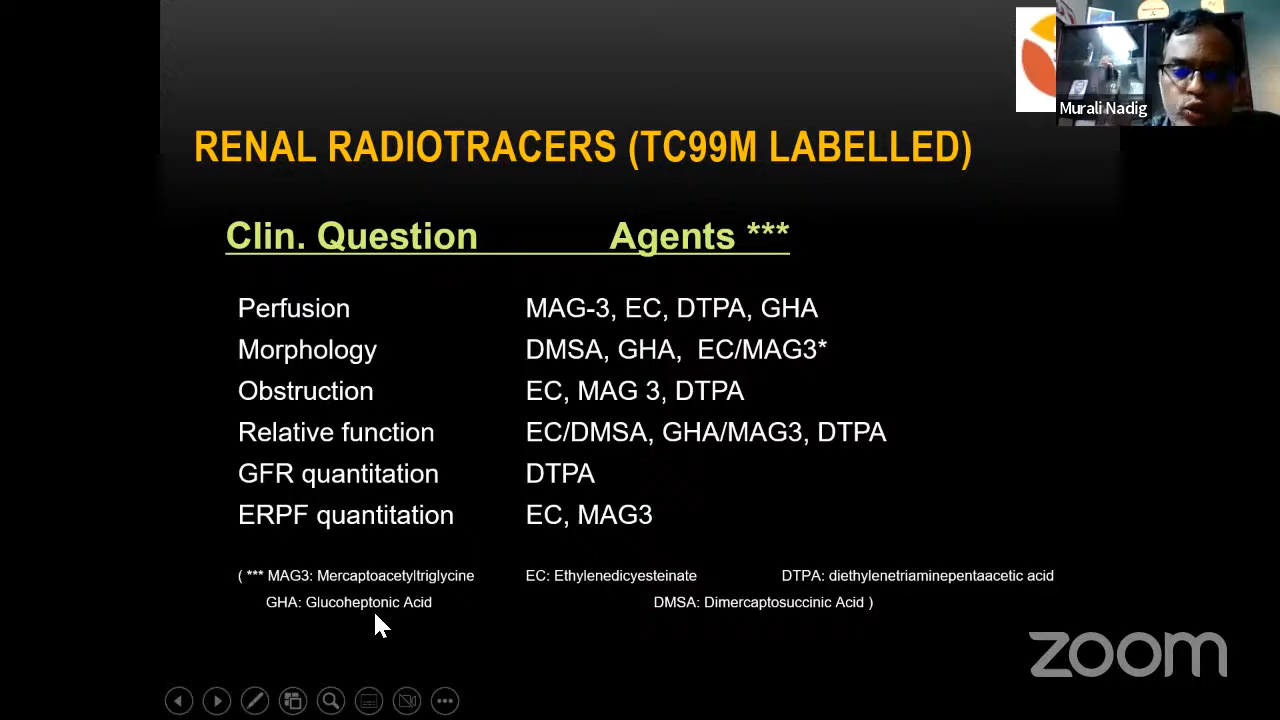 Murali Nadig
RENAL RADIOTRACERS (TC99M LABELLED)
Clin. Question Agents ***
Perfusion MAG-3, EC, DTPA, GHA
Morphology DMSA, GHA, EC/MAG3*
Obstruction EC, MAG 3, DTPA
Relative function EC/DMSA, GHA/MAG3, DTPA
GFR quantitation DTPA
ERPF quantitation EC, MAG3
( *** MAG3: Mercaptoacetyltriglycine EC: Ethylenedicyesteinate DTPA: diethylenetriaminepentaacetic acid
GHA: Glucoheptonic Acid DMSA: Dimercaptosuccinic Acid )
zoom